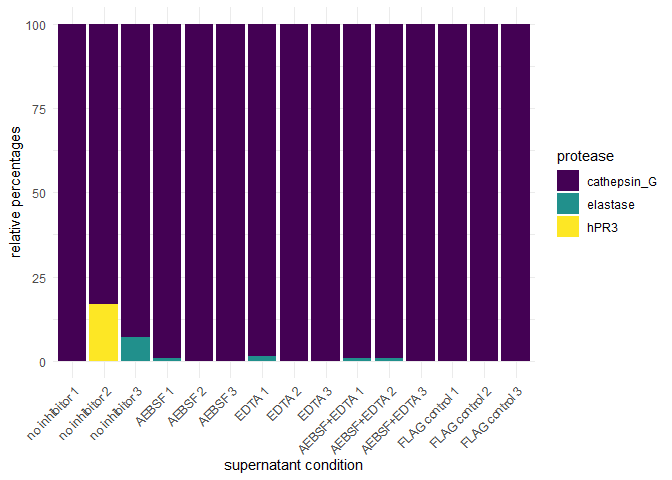 100
75
50
25
0
relative percentages
no inhibitor 1
no inhibitor 2
no inhibitor 3
AEBSF 1
AEBSF 2
AEBSF 3
EDTA 1
EDTA 2
EDTA 3
AEBSF+EDTA 1
AEBSF+EDTA 2
AEBSF+EDTA 3
FLAG control 1
FLAG control 2
FLAG control 3
supernatant condition
protease
cathepsin_G
elastase
hPR3